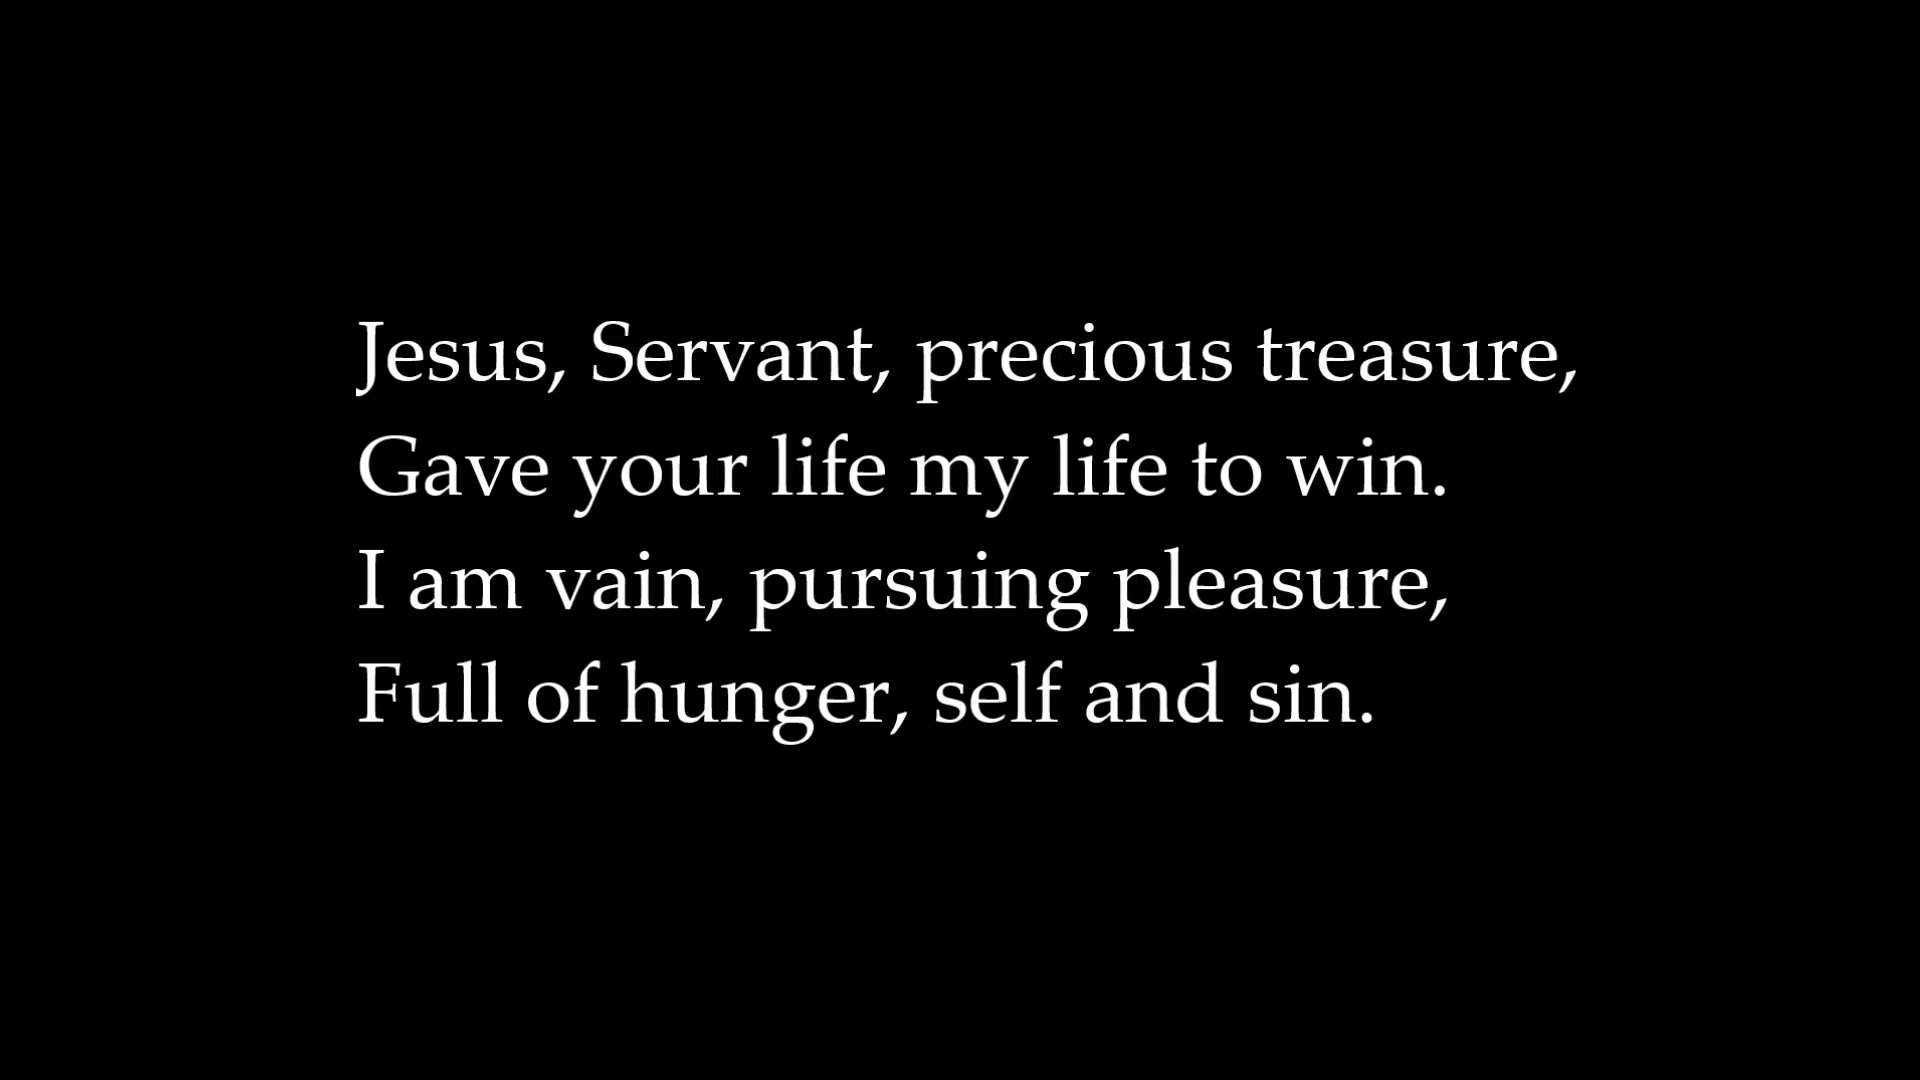 Jesus, Servant, precious treasure,
Gave your life my life to win.
I am vain, pursuing pleasure,
Full of hunger, self and sin.